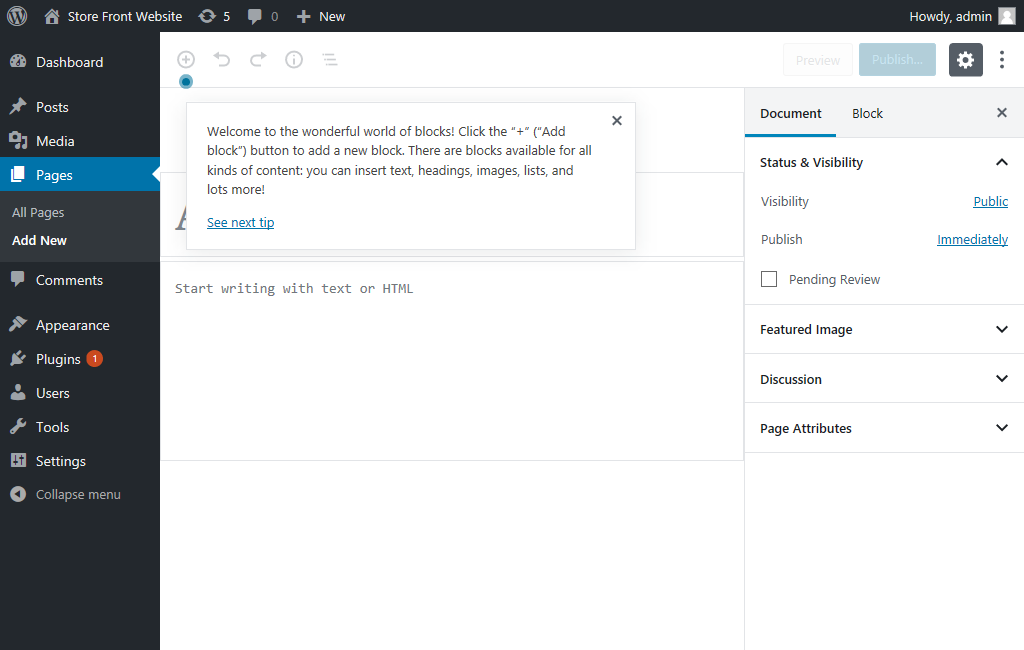 Store Front Website 5 0 New Howdy, admin
Dashboard
Posts
Media
Pages
All Pages
Add New
Comments
Appearance
Plugins 1
Users
Tools
Settings
Collapse menu
Preview Publish...
Welcome to the wonderful world of blocks! Click the “+” (“Add
block”) button to add a new block. There are blocks available for all
kinds of content: you can insert text, headings, images, lists, and
lots more!
See next tip
Start writing with text or HTML
Document Block
Status & Visibility
Visibility Public
Publish Immediately
Pending Review
Featured Image
Discussion
Page Attributes